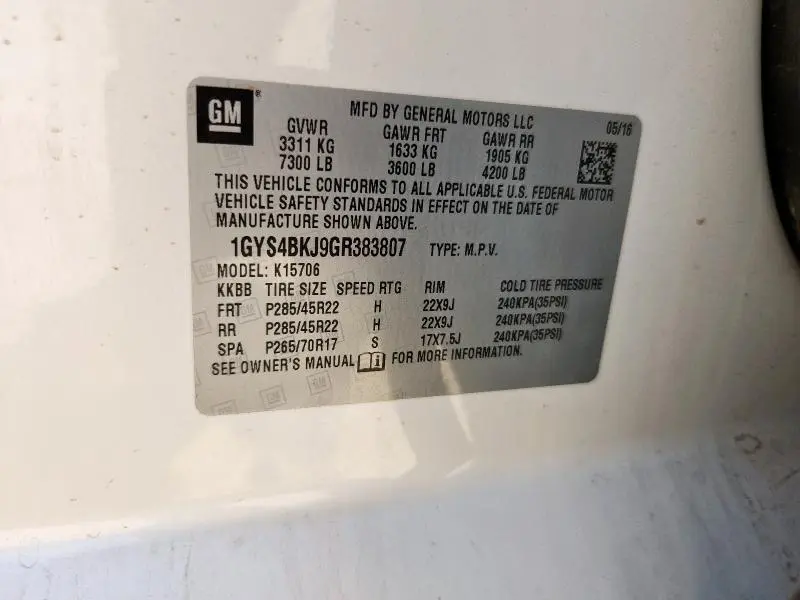 GM
MFD BY GENERAL MOTORS LLC 05/16
GVWR GAWR FRT GAWR RR
3311 KG 1633 KG 1905 KG
7300 LB 3600 LB 4200 LB
THIS VEHICLE CONFORMS TO ALL APPLICABLE U.S. FEDERAL MOTOR
VEHICLE SAFETY STANDARDS IN EFFECT ON THE DATE OF
MANUFACTURE SHOWN ABOVE.
1GYS4BKJ9GR383807 TYPE: M.P.V.
MODEL: K15706
KKBB TIRE SIZE SPEED RTG RIM COLD TIRE PRESSURE
FRT P285/45R22 H 22X9J 240KPA(35PSI)
RR P285/45R22 H 22X9J 240KPA(35PSI)
SPA P265/70R17 S 17X7.5J 240KPA(35PSI)
SEE OWNER'S MANUAL FOR MORE INFORMATION.